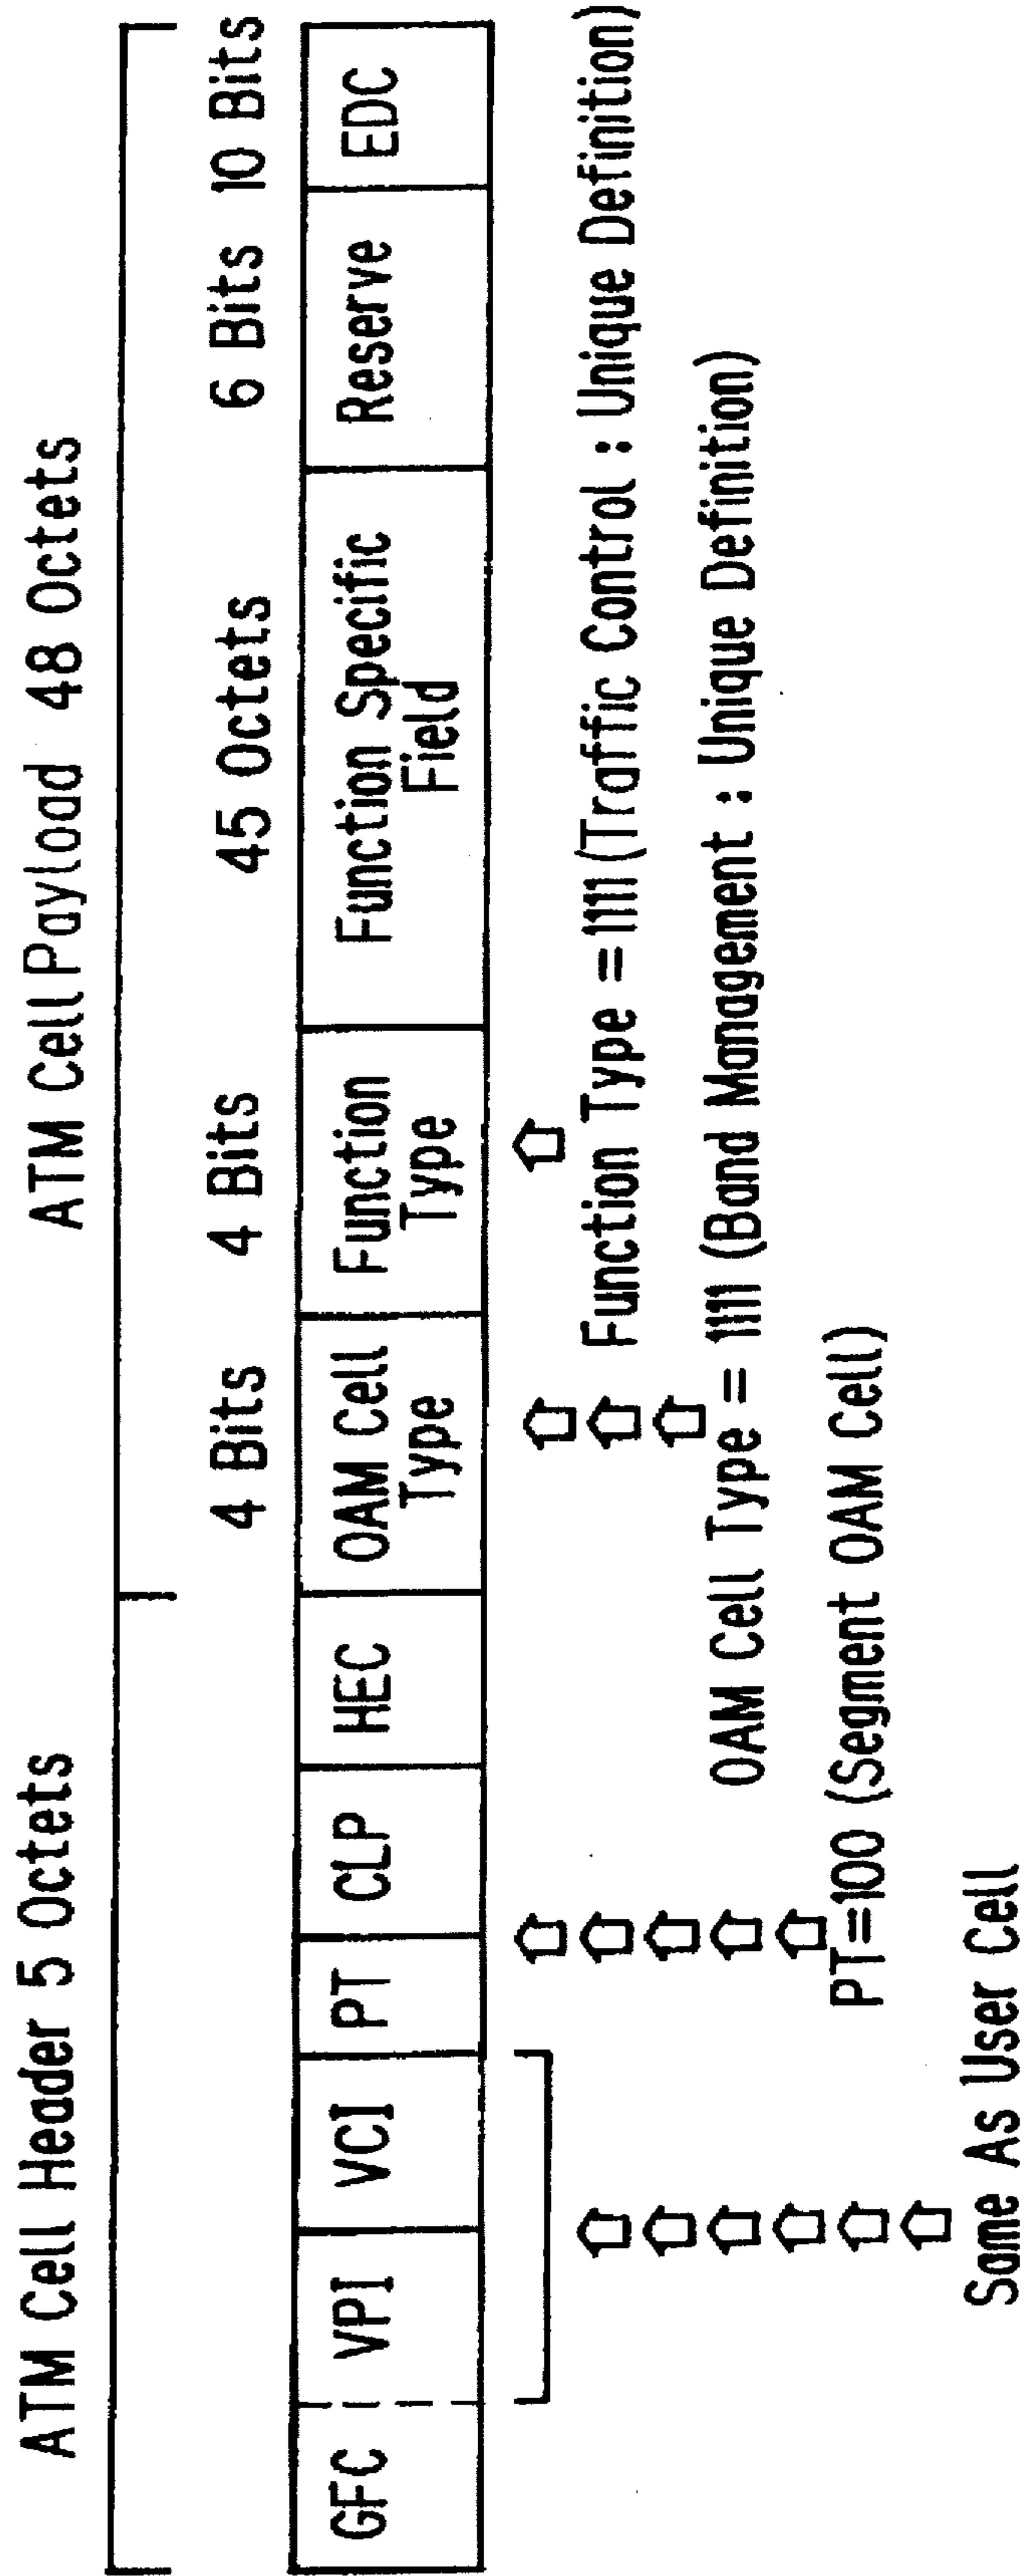 ATM Cell Header 5 Octets
ATM Cell Payload 48 Octets
4 Bits
4 Bits
45 Octets
6 Bits
10 Bits
GFC
VPI
VCI
PT
CLP
HEC
OAM Cell
Type
Function
Type
Function Specific
Field
Reserve
EDC
Function Type =1111 (Traffic Control : Unique Definition)
OAM Cell Type = 1111 (Band Management : Unique Definition)
PT=100 (Segment OAM Cell)
Same As User Cell